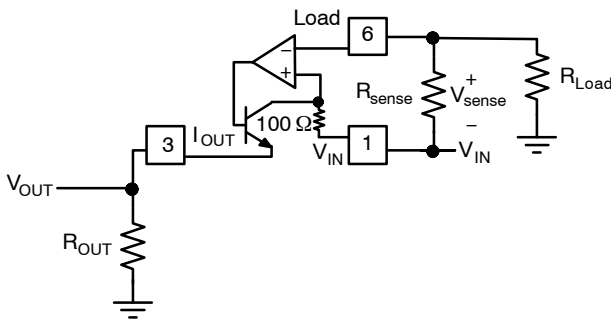 Load
6
−
+
R_Load
R_sense
+
V_sense
−
100 Ω
I_OUT
3
V_IN
1
V_IN
V_OUT
R_OUT